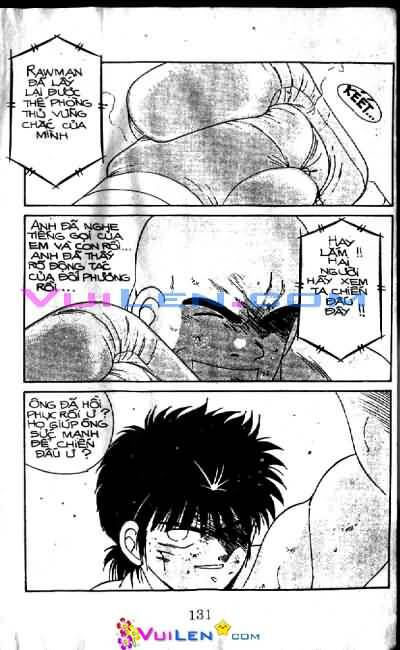 RAWMAN
ĐÃ LẤY
LẠI ĐƯỢC
THẾ PHÒNG
THỦ VỮNG
CHẮC CỦA
MÌNH
KÉÉT...
ANH ĐÃ NGHE
TIẾNG GỌI CỦA
EM VÀ CON RỒI...
ANH ĐÃ THẤY
RÕ ĐỘNG TÁC
CỦA ĐỐI PHƯƠNG
RỒI....
HAY
LẮM !!
HAI
NGƯỜI
HÃY XEM
TA CHIẾN
ĐẤU
ĐÂY !!
VuiLen.com
ÔNG ĐÃ HỒI
PHỤC RỒI Ư ?
HỌ GIÚP ÔNG
SỨC MẠNH
ĐỂ CHIẾN
ĐẤU Ư ?
131
VuiLen.com